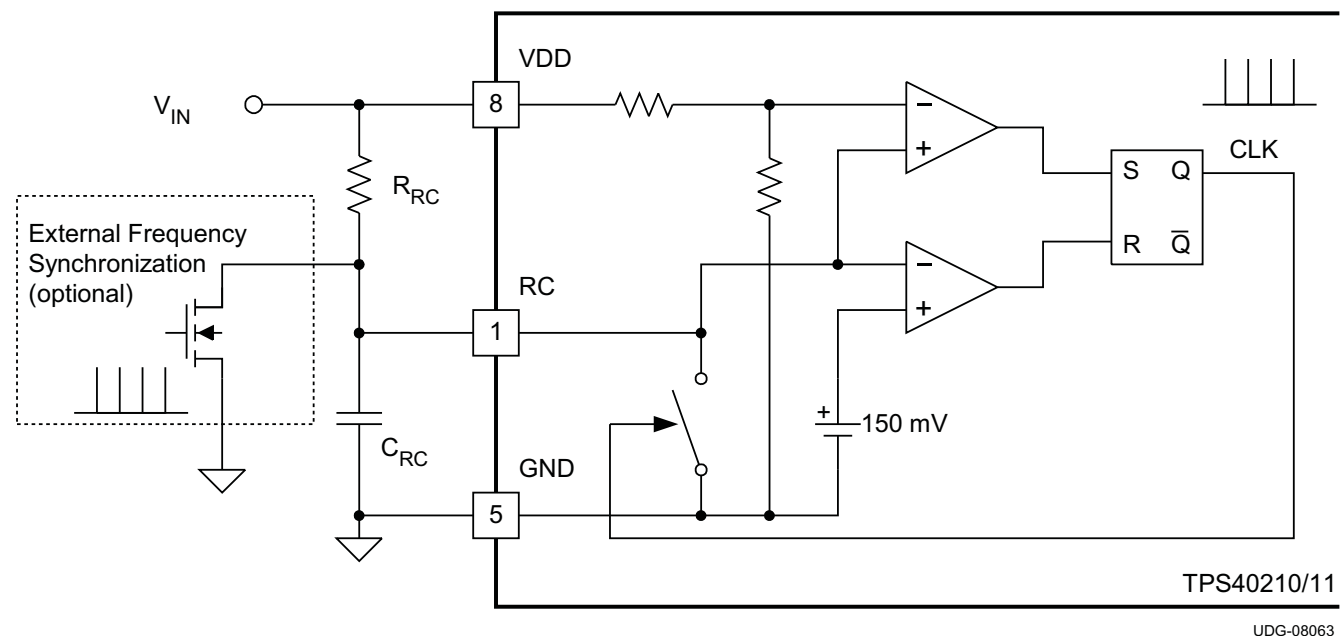 VDD
V_IN
8
−
+
CLK
S Q
R Q̅
R_RC
External Frequency
Synchronization
(optional)
RC
1
−
+
+
150 mV
C_RC
GND
5
TPS40210/11
UDG-08063